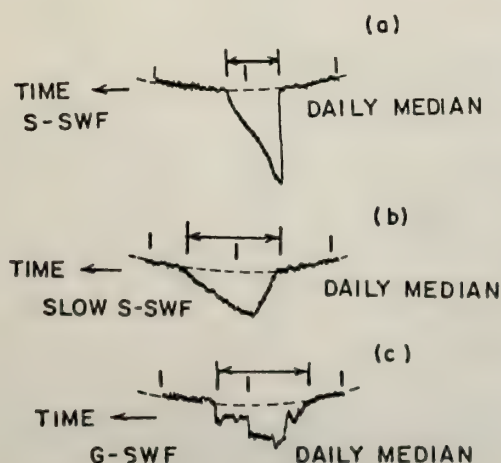 (a)
TIME ←
S-SWF
DAILY MEDIAN
(b)
TIME ←
SLOW S-SWF
DAILY MEDIAN
(c)
TIME ←
G-SWF
DAILY MEDIAN